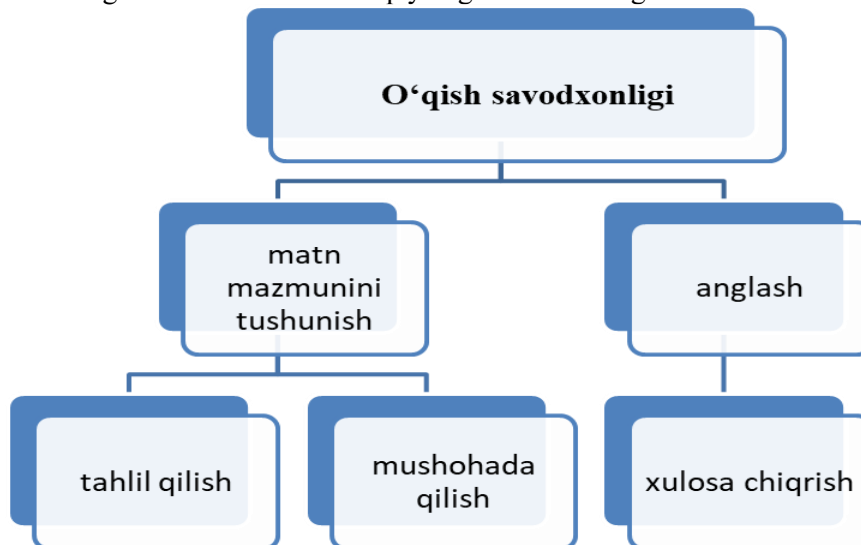 O‘qish savodxonligi
matn
mazmunini
tushunish
anglash
tahlil qilish
mushohada
qilish
xulosa chiqrish